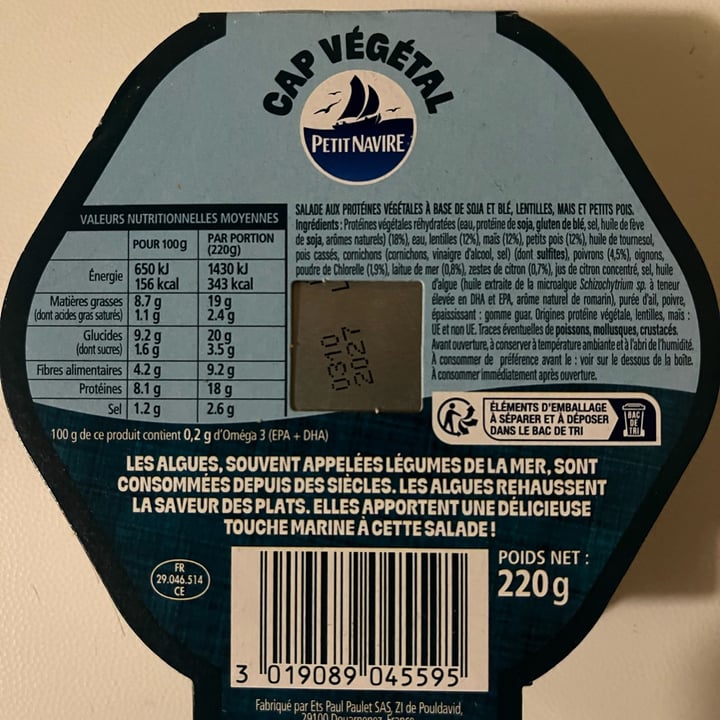 CAP VÉGÉTAL
PETIT NAVIRE
VALEURS NUTRITIONNELLES MOYENNES
POUR 100g PAR PORTION (220g)
Énergie 650 kJ 1430 kJ
156 kcal 343 kcal
Matières grasses 8.7 g 19 g
(dont acides gras saturés) 1.1 g 2.4 g
Glucides 9.2 g 20 g
(dont sucres) 1.6 g 3.5 g
Fibres alimentaires 4.2 g 9.2 g
Protéines 8.1 g 18 g
Sel 1.2 g 2.6 g
100 g de ce produit contient 0,2 g d'Oméga 3 (EPA + DHA)
SALADE AUX PROTÉINES VÉGÉTALES À BASE DE SOJA ET BLÉ, LENTILLES, MAIS ET PETITS POIS.
Ingrédients : Protéines végétales réhydratées (eau, protéine de soja, gluten de blé, sel, huile de fève
de soja, arômes naturels) (18%), eau, lentilles (12%), maïs (12%), petits pois (12%), huile de tournesol,
pois cassés, cornichons (cornichons, vinaigre d'alcool, sel) (dont sulfites), poivrons (4,5%), oignons,
poudre de Chlorelle (1,9%), laitue de mer (0,8%), zestes de citron (0,7%), jus de citron concentré, sel, huile
d'algue (huile extraite de la microalgue Schizochytrium sp. à teneur
élevée en DHA et EPA, arôme naturel de romarin), purée d'ail, poivre,
épaississant : gomme guar. Origines protéine végétale, lentilles, maïs :
UE et non UE. Traces éventuelles de poissons, mollusques, crustacés.
Avant ouverture, à conserver à température ambiante et à l'abri de l'humidité.
À consommer de préférence avant le : voir sur le dessous de la boîte.
À consommer immédiatement après ouverture.
0310
2027
ÉLÉMENTS D'EMBALLAGE
À SÉPARER ET À DÉPOSER
DANS LE BAC DE TRI
BAC
DE
TRI
LES ALGUES, SOUVENT APPELÉES LÉGUMES DE LA MER, SONT
CONSOMMÉES DEPUIS DES SIÈCLES. LES ALGUES REHAUSSENT
LA SAVEUR DES PLATS. ELLES APPORTENT UNE DÉLICIEUSE
TOUCHE MARINE À CETTE SALADE !
FR
29.046.514
CE
POIDS NET :
220g
3 019089 045595
Fabriqué par Ets Paul Paulet SAS, ZI de Pouldavid,
29100 Douarnenez, France